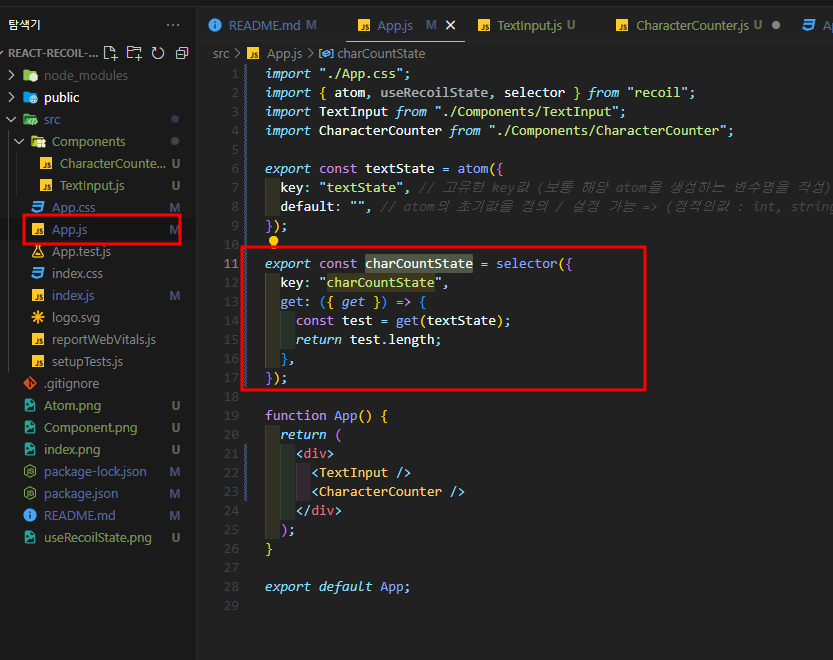 탐색기 ···
README.md M
App.js M
TextInput.js U
CharacterCounter.js U
REACT-RECOIL-...
src > App.js > charCountState
node_modules
public
src
Components
CharacterCounte... U
TextInput.js U
App.css M
App.js M
App.test.js
index.css
index.js M
logo.svg
reportWebVitals.js
setupTests.js
.gitignore
Atom.png U
Component.png U
index.png U
package-lock.json M
package.json M
README.md M
useRecoilState.png U
1 import "./App.css";
2 import { atom, useRecoilState, selector } from "recoil";
3 import TextInput from "./Components/TextInput";
4 import CharacterCounter from "./Components/CharacterCounter";
5
6 export const textState = atom({
7 key: "textState", // 고유한 key값 (보통 해당 atom을 생성하는 변수명을 작성)
8 default: "", // atom의 초기값을 정의 / 설정 가능 => (정적인값 : int, string
9 });
10
11 export const charCountState = selector({
12 key: "charCountState",
13 get: ({ get }) => {
14 const test = get(textState);
15 return test.length;
16 },
17 });
18
19 function App() {
20 return (
21 <div>
22 <TextInput />
23 <CharacterCounter />
24 </div>
25 );
26 }
27
28 export default App;
29